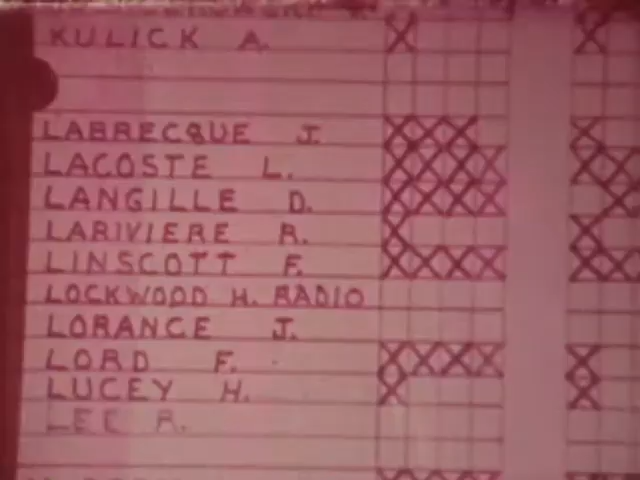 KULICK A.
LABRECQUE J.
LACOSTE L.
LANGILLE D.
LARIVIERE R.
LINSCOTT F.
LOCKWOOD H. RADIO
LORANCE J.
LORD F.
LUCEY H.
LEE R.